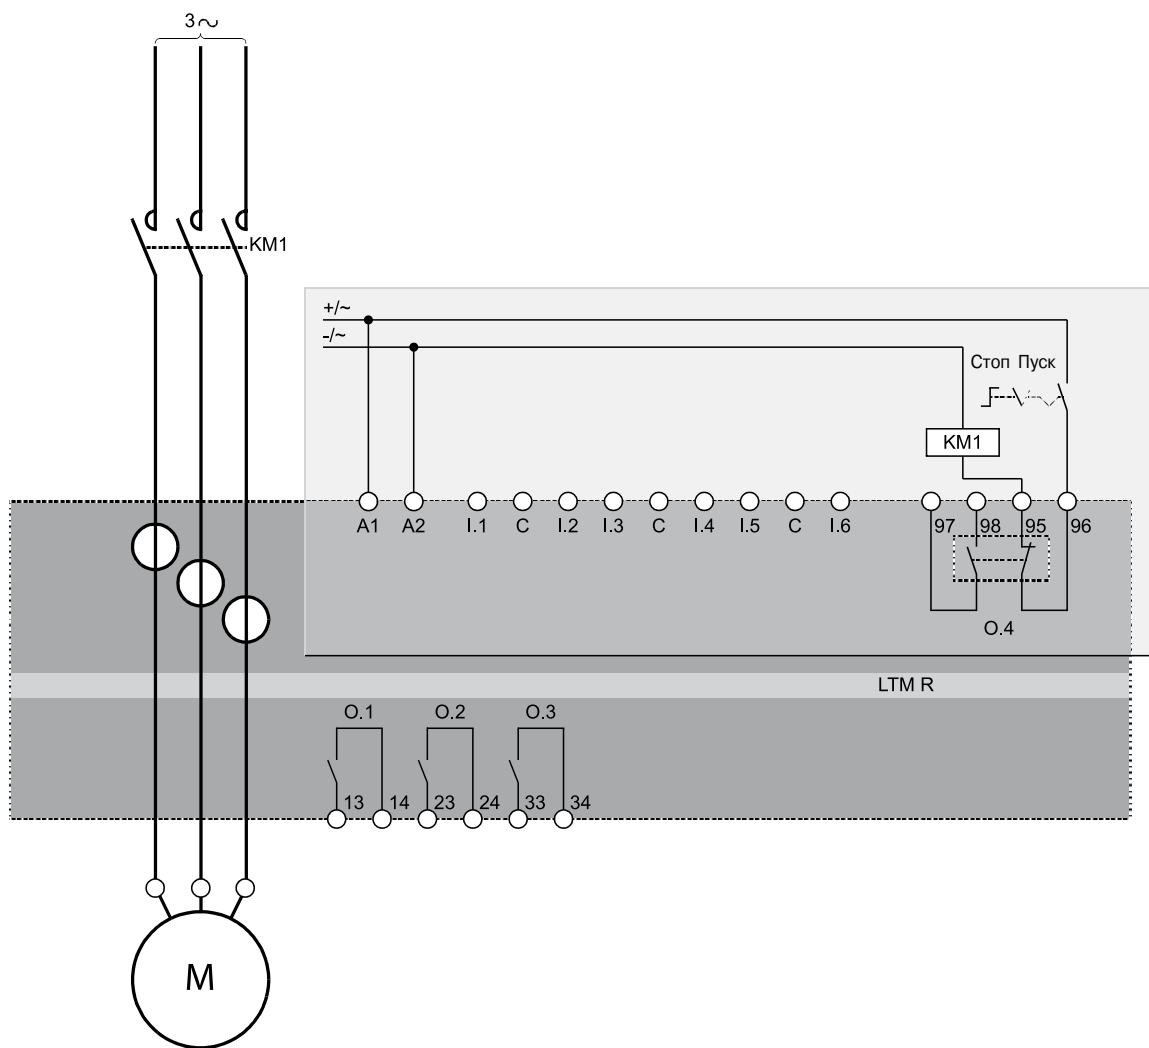 3~
KM1
+/~
-/~
Стоп Пуск
KM1
A1 A2 I.1 C I.2 I.3 C I.4 I.5 C I.6 97 98 95 96
O.4
LTM R
O.1 O.2 O.3
13 14 23 24 33 34
M